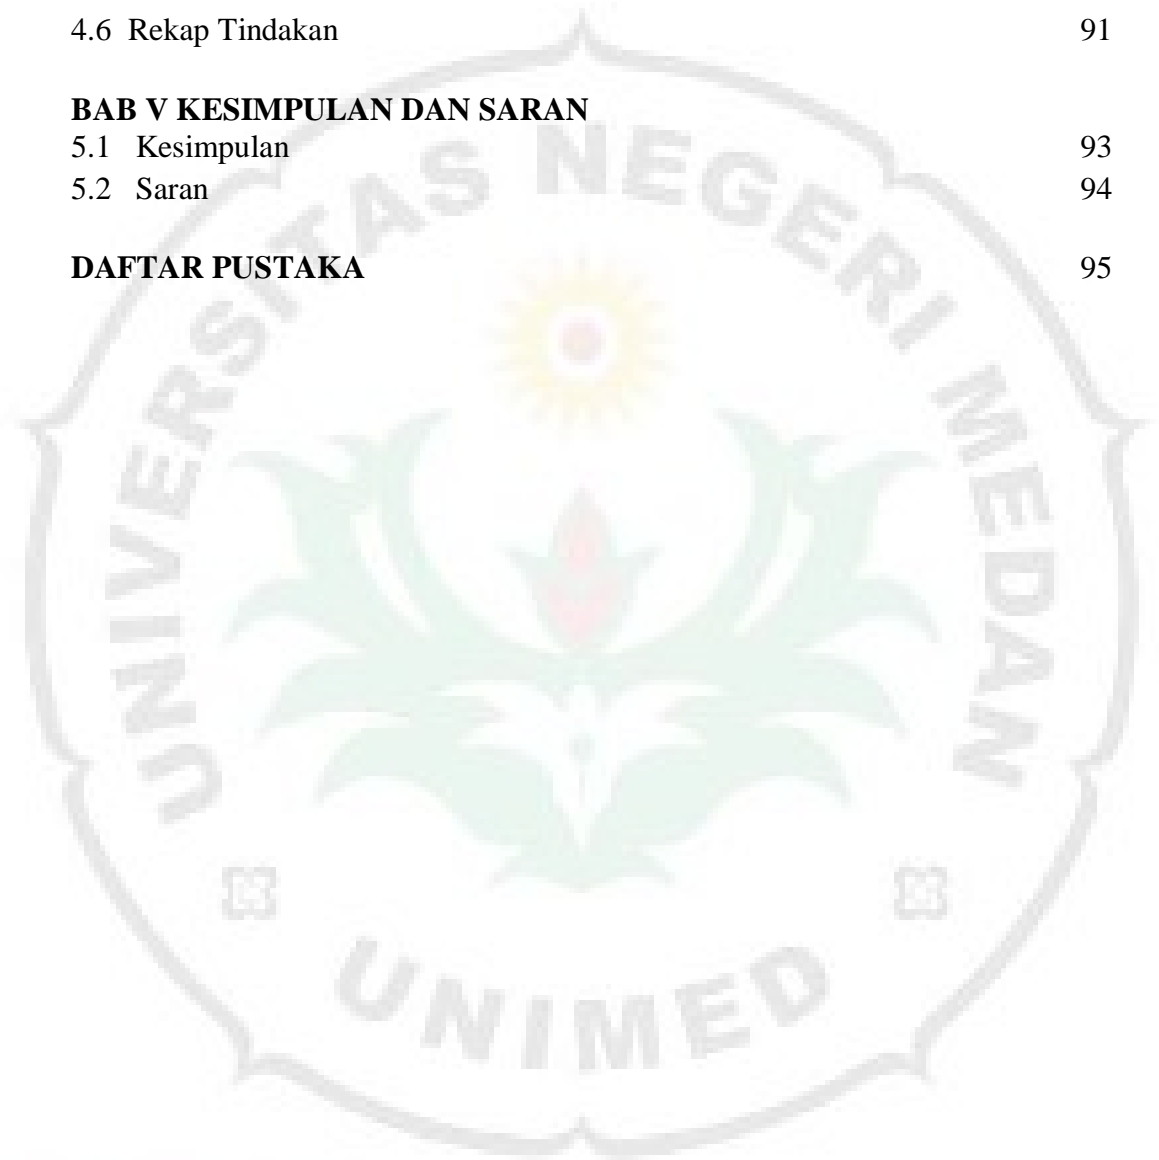 4.6 Rekap Tindakan 91
BAB V KESIMPULAN DAN SARAN
5.1 Kesimpulan 93
5.2 Saran 94
DAFTAR PUSTAKA 95
UNIVERSITAS NEGERI MEDAN
UNIMED